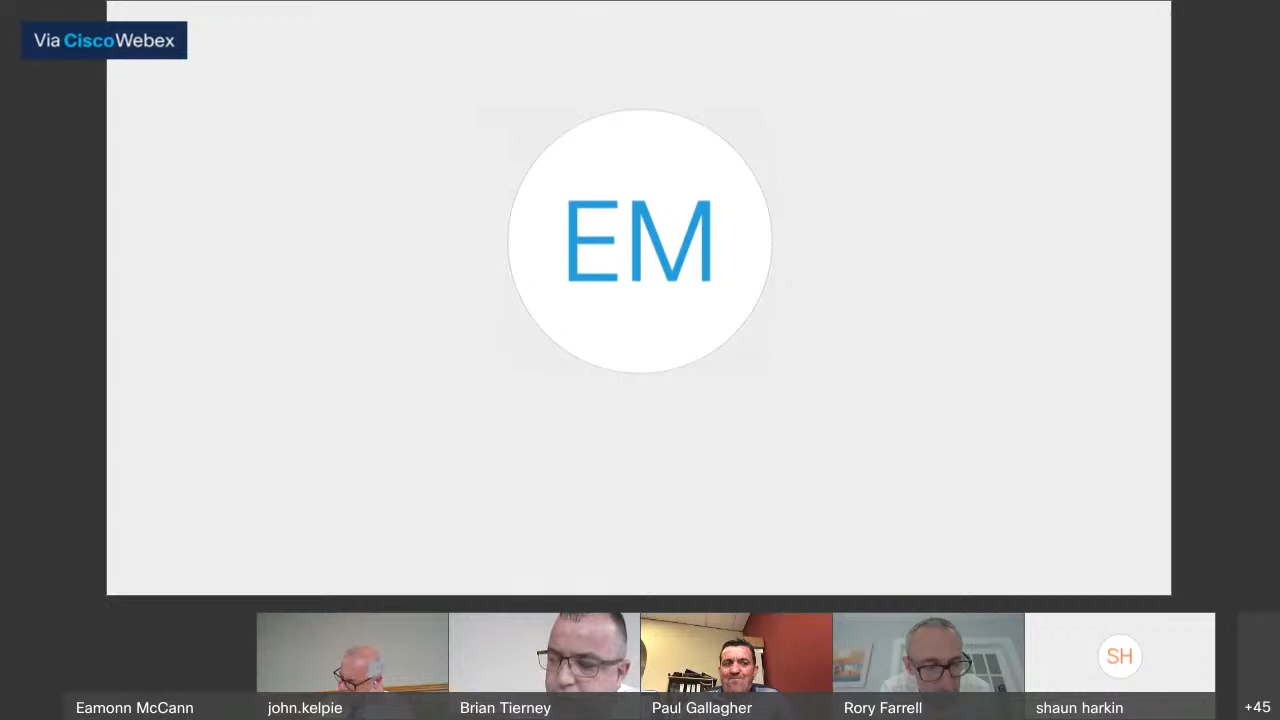 Via CiscoWebex
EM
SH
Eamonn McCann
john.kelpie
Brian Tierney
Paul Gallagher
Rory Farrell
shaun harkin
+45